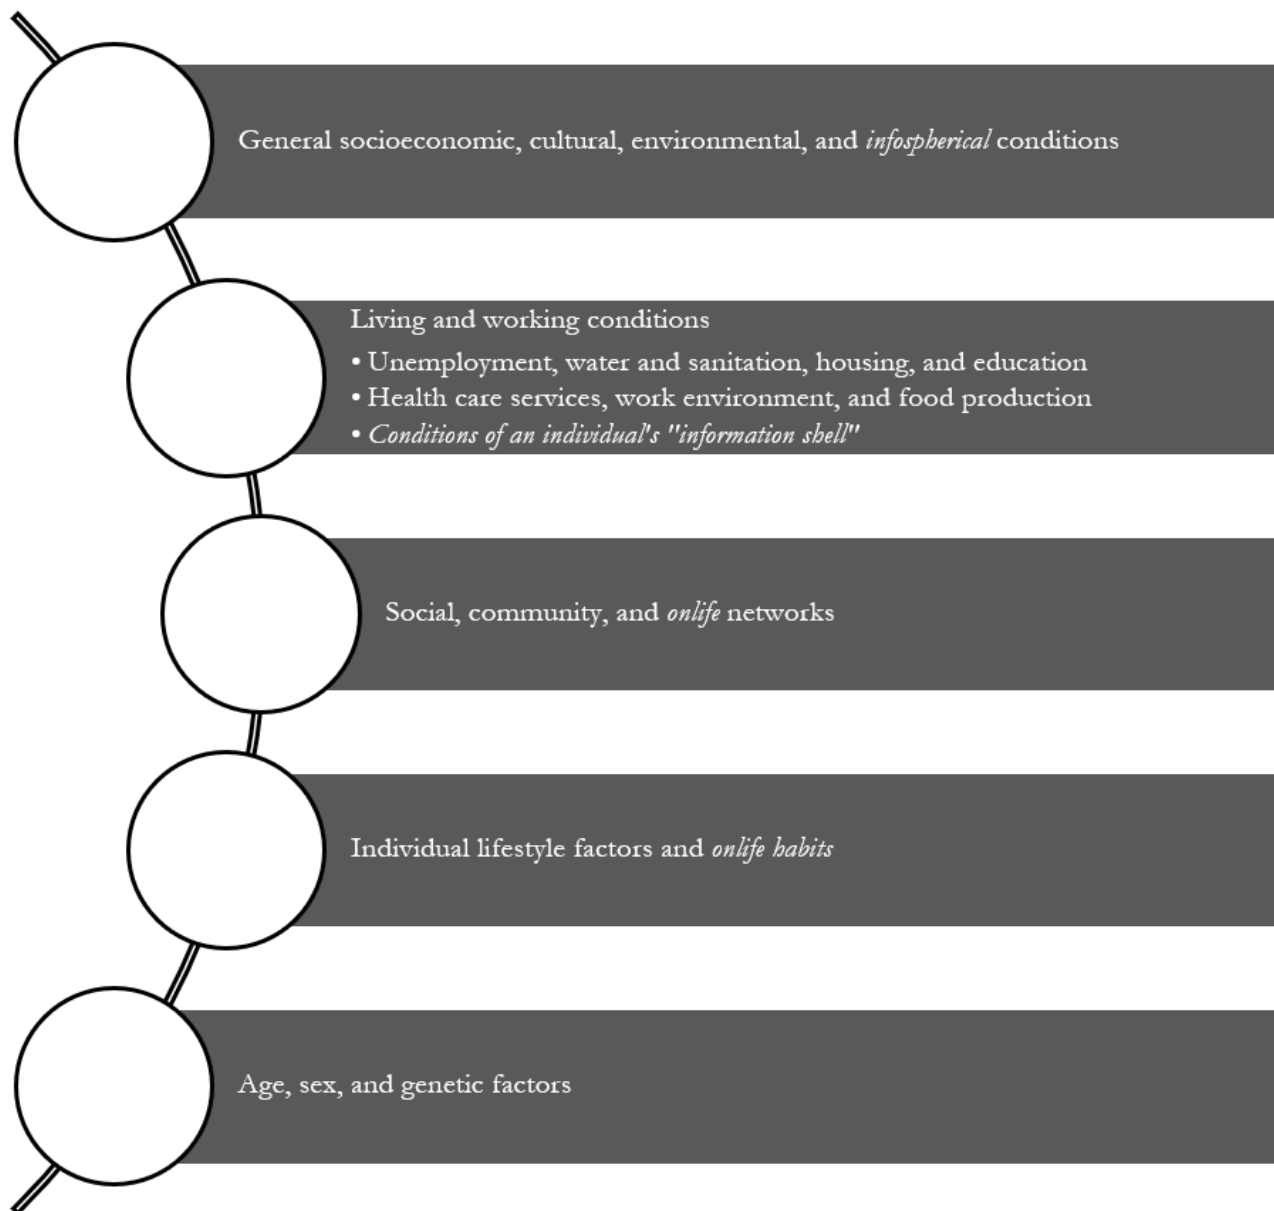 General socioeconomic, cultural, environmental, and infospherical conditions
Living and working conditions
• Unemployment, water and sanitation, housing, and education
• Health care services, work environment, and food production
• Conditions of an individual's "information shell"
Social, community, and onlife networks
Individual lifestyle factors and onlife habits
Age, sex, and genetic factors